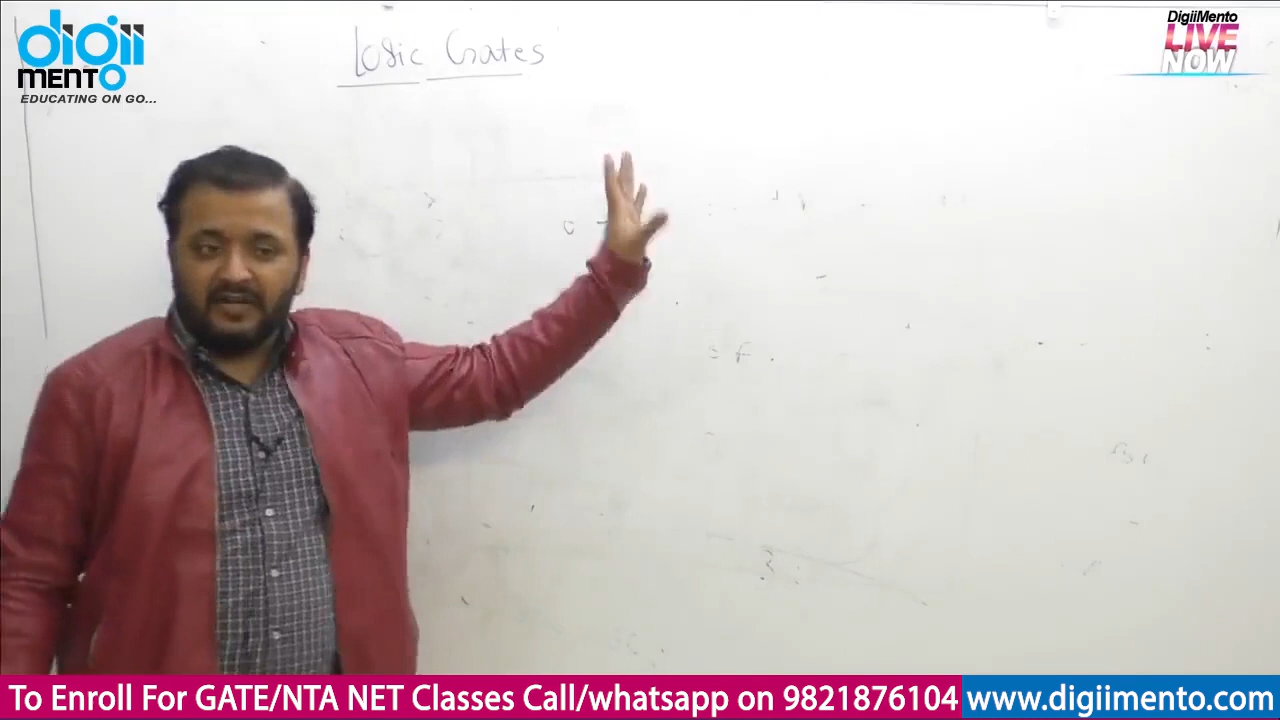 digii
MENTO
EDUCATING ON GO...
Logic Gates
DigiiMento
LIVE
NOW
To Enroll For GATE/NTA NET Classes Call/whatsapp on 9821876104
www.digiimento.com